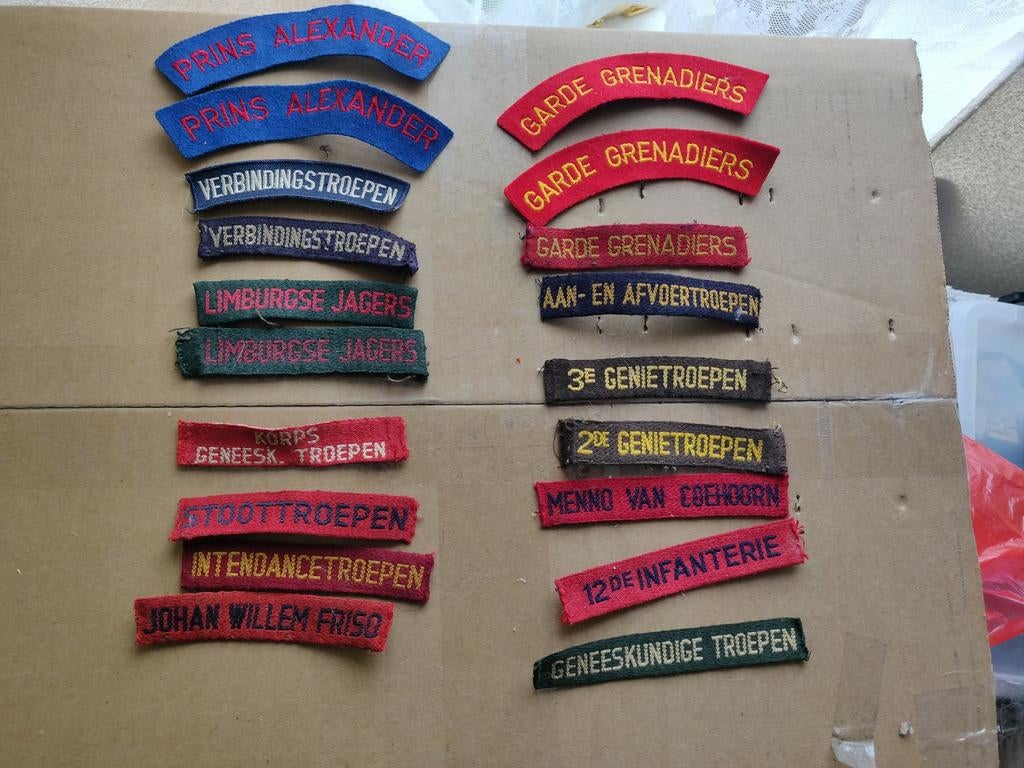 PRINS ALEXANDER
PRINS ALEXANDER
VERBINDINGSTROEPEN
VERBINDINGSTROEPEN
LIMBURGSE JAGERS
LIMBURGSE JAGERS
KORPS
GENEESK. TROEPEN
STOOTTROEPEN
INTENDANCETROEPEN
JOHAN WILLEM FRISO
GARDE GRENADIERS
GARDE GRENADIERS
GARDE GRENADIERS
AAN- EN AFVOERTROEPEN
3E GENIETROEPEN
2DE GENIETROEPEN
MENNO VAN COEHOORN
12DE INFANTERIE
GENEESKUNDIGE TROEPEN